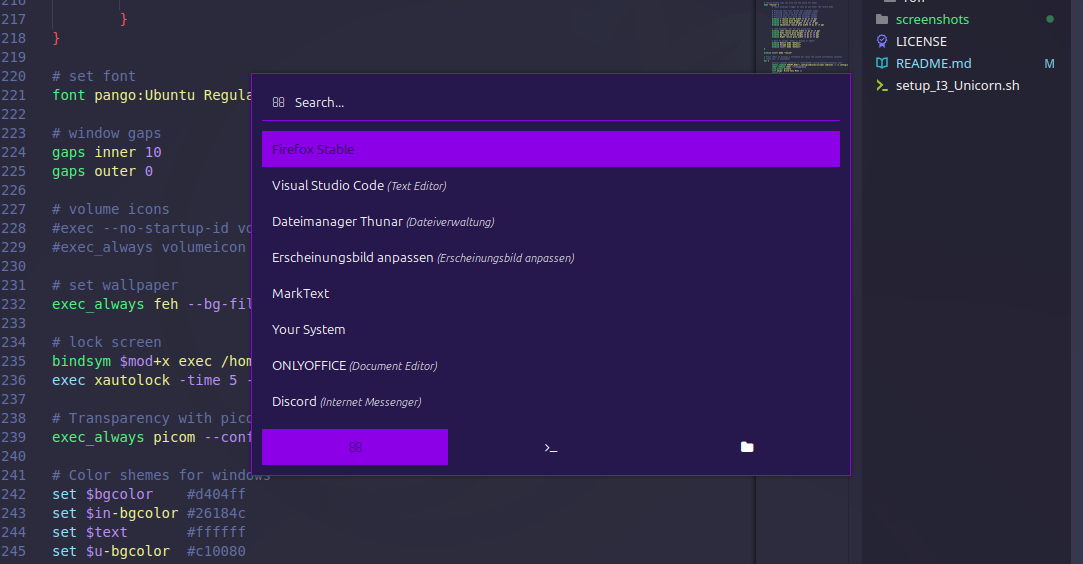 216
217 }
218 }
219
220 # set font
221 font pango:Ubuntu Regula
222
223 # window gaps
224 gaps inner 10
225 gaps outer 0
226
227 # volume icons
228 #exec --no-startup-id vo
229 #exec_always volumeicon
230
231 # set wallpaper
232 exec_always feh --bg-fil
233
234 # lock screen
235 bindsym $mod+x exec /hom
236 exec xautolock -time 5 -
237
238 # Transparency with pico
239 exec_always picom --conf
240
241 # Color shemes for windows
242 set $bgcolor #d404ff
243 set $in-bgcolor #26184c
244 set $text #ffffff
245 set $u-bgcolor #c10080
Search...
Firefox Stable
Visual Studio Code (Text Editor)
Dateimanager Thunar (Dateiverwaltung)
Erscheinungsbild anpassen (Erscheinungsbild anpassen)
MarkText
Your System
ONLYOFFICE (Document Editor)
Discord (Internet Messenger)
screenshots
LICENSE
README.md M
setup_I3_Unicorn.sh